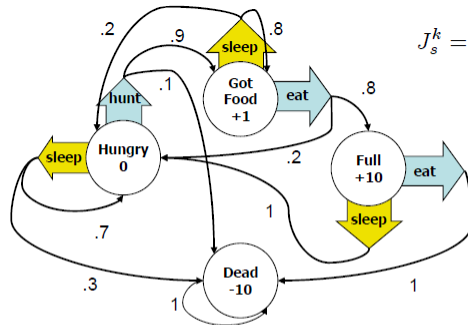 .2
.8
sleep
J_s^k =
.9
hunt
.1
Got
Food
+1
eat
.8
sleep
Hungry
0
.2
Full
+10
eat
sleep
.7
1
.3
Dead
-10
1
1